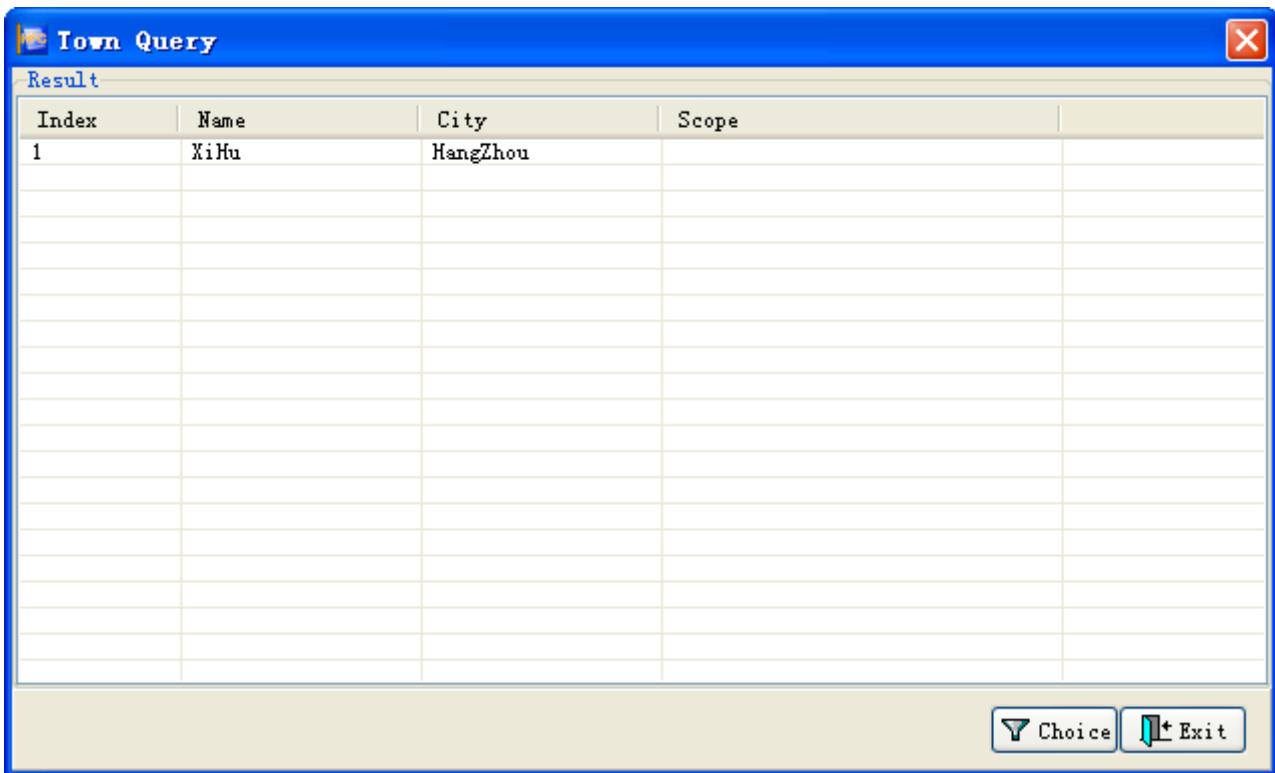 Town Query
Result
Index Name City Scope
1 XiHu HangZhou
Choice Exit